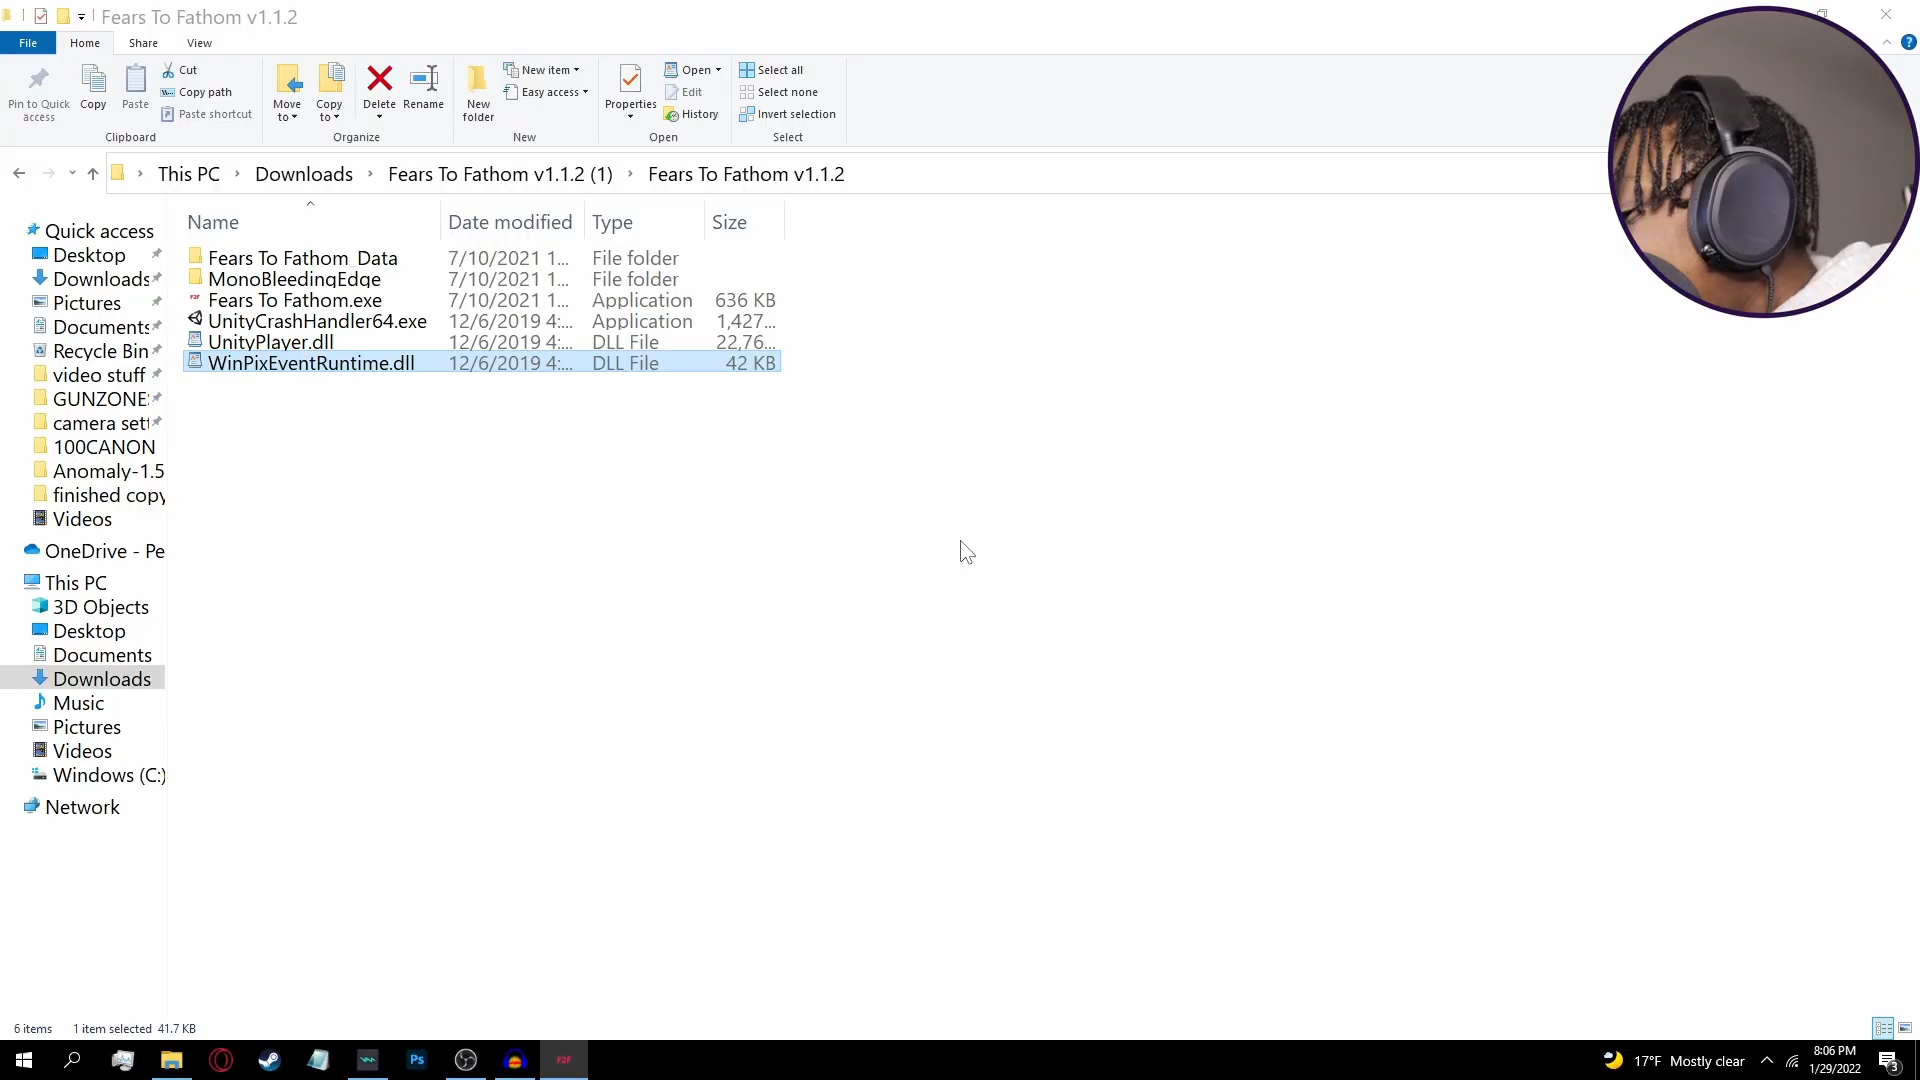 Fears To Fathom v1.1.2
File
Home
Share
View
Pin to Quick access
Copy
Paste
Cut
Copy path
Paste shortcut
Clipboard
Move to
Copy to
Delete
Rename
Organize
New folder
New item
Easy access
New
Properties
Open
Edit
History
Open
Select all
Select none
Invert selection
Select
This PC > Downloads > Fears To Fathom v1.1.2 (1) > Fears To Fathom v1.1.2
Name Date modified Type Size
Fears To Fathom_Data 7/10/2021 1... File folder
MonoBleedingEdge 7/10/2021 1... File folder
Fears To Fathom.exe 7/10/2021 1... Application 636 KB
UnityCrashHandler64.exe 12/6/2019 4:... Application 1,427...
UnityPlayer.dll 12/6/2019 4:... DLL File 22,76...
WinPixEventRuntime.dll 12/6/2019 4:... DLL File 42 KB
Quick access
Desktop
Downloads
Pictures
Documents
Recycle Bin
video stuff
GUNZONE
camera set
100CANON
Anomaly-1.5
finished copy
Videos
OneDrive - Pe
This PC
3D Objects
Desktop
Documents
Downloads
Music
Pictures
Videos
Windows (C:)
Network
6 items 1 item selected 41.7 KB
Ps
F2F
17°F Mostly clear
8:06 PM
1/29/2022
3